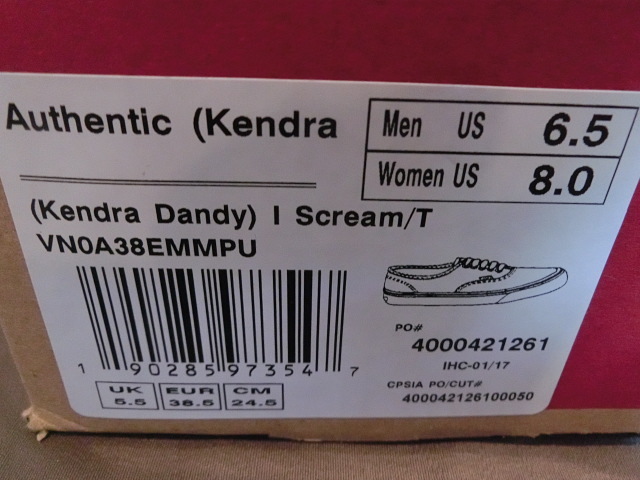 Authentic (Kendra
Men US 6.5
Women US 8.0
(Kendra Dandy) I Scream/T
VN0A38EMMPU
1 90285 97354 7
PO# 4000421261
IHC-01/17
CPSIA PO/CUT#
400042126100050
UK EUR CM
5.5 38.5 24.5